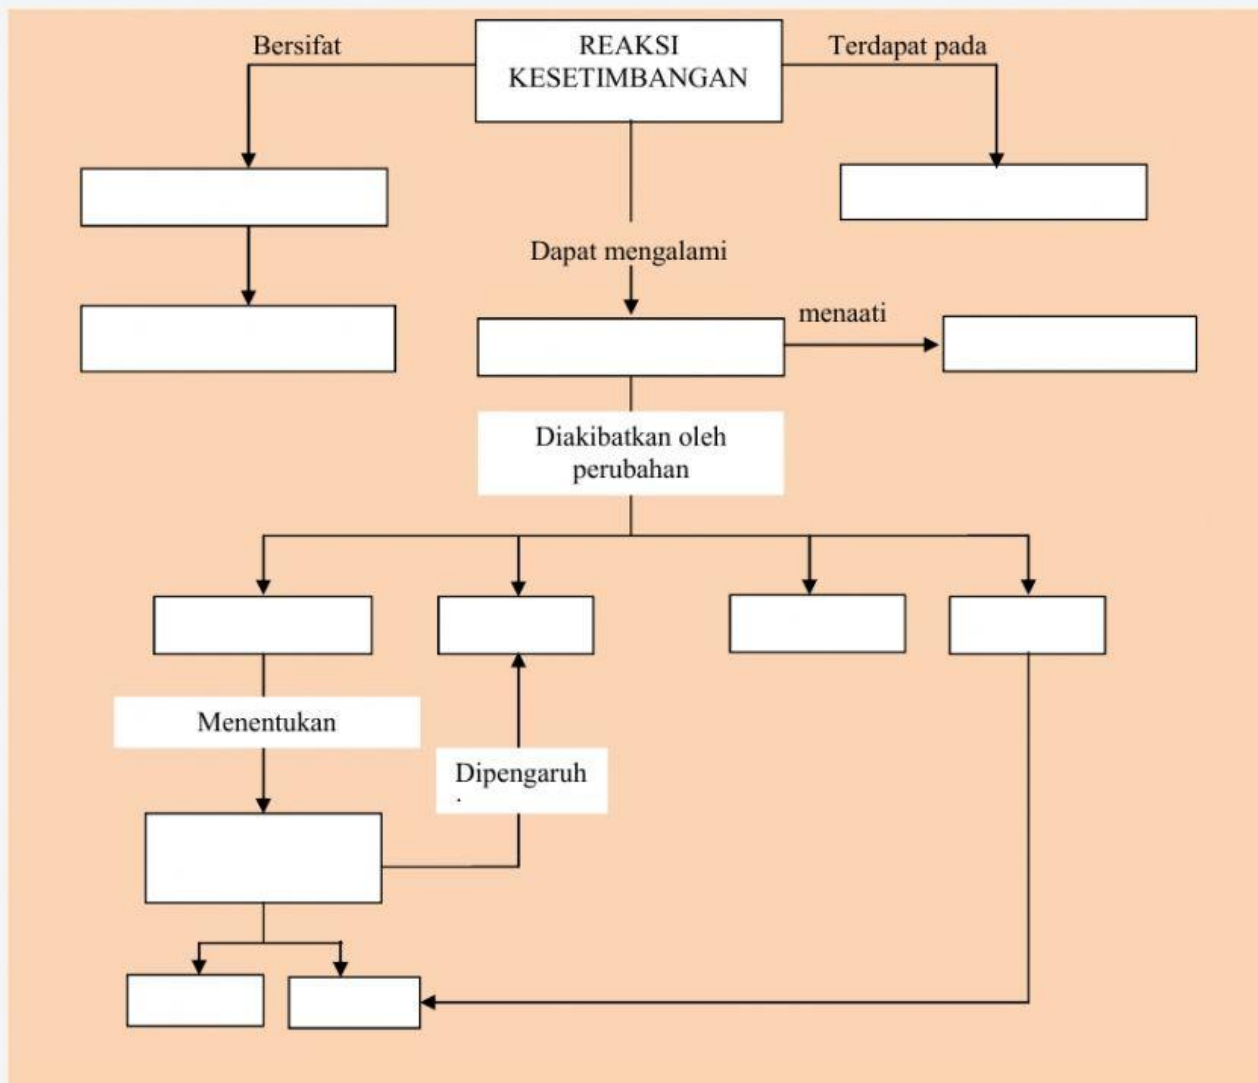 Bersifat
REAKSI
KESETIMBANGAN
Terdapat pada
Dapat mengalami
menaati
Diakibatkan oleh
perubahan
Menentukan
Dipengaruh